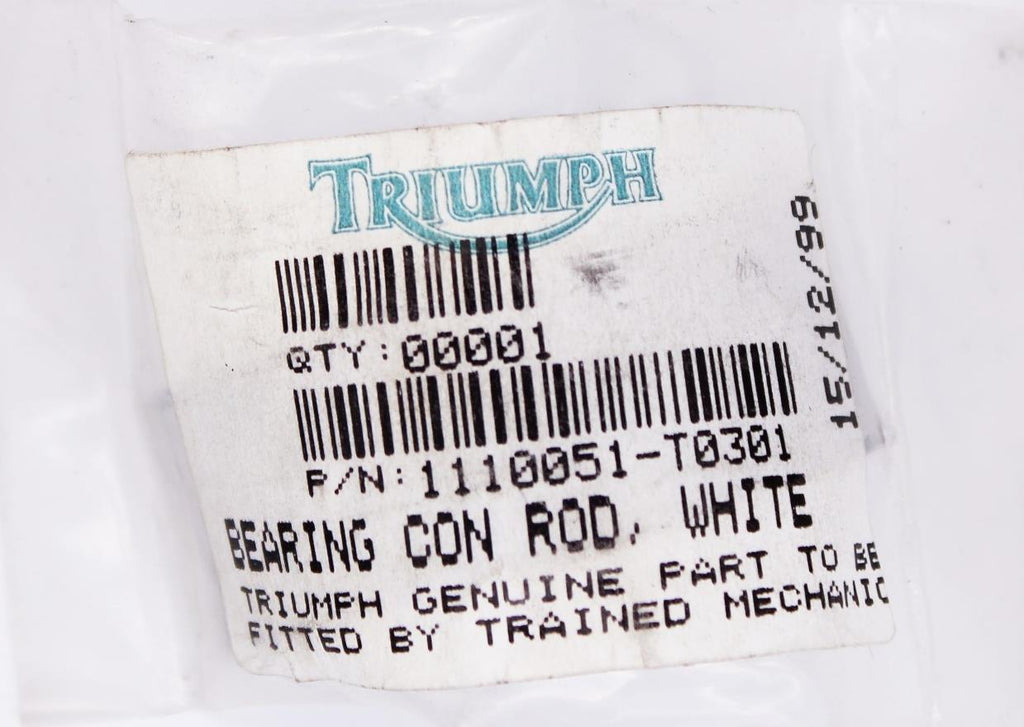 TRIUMPH
QTY:00001
P/N:1110051-T0301
BEARING CON ROD, WHITE
TRIUMPH GENUINE PART TO BE
FITTED BY TRAINED MECHANIC
15/12/99